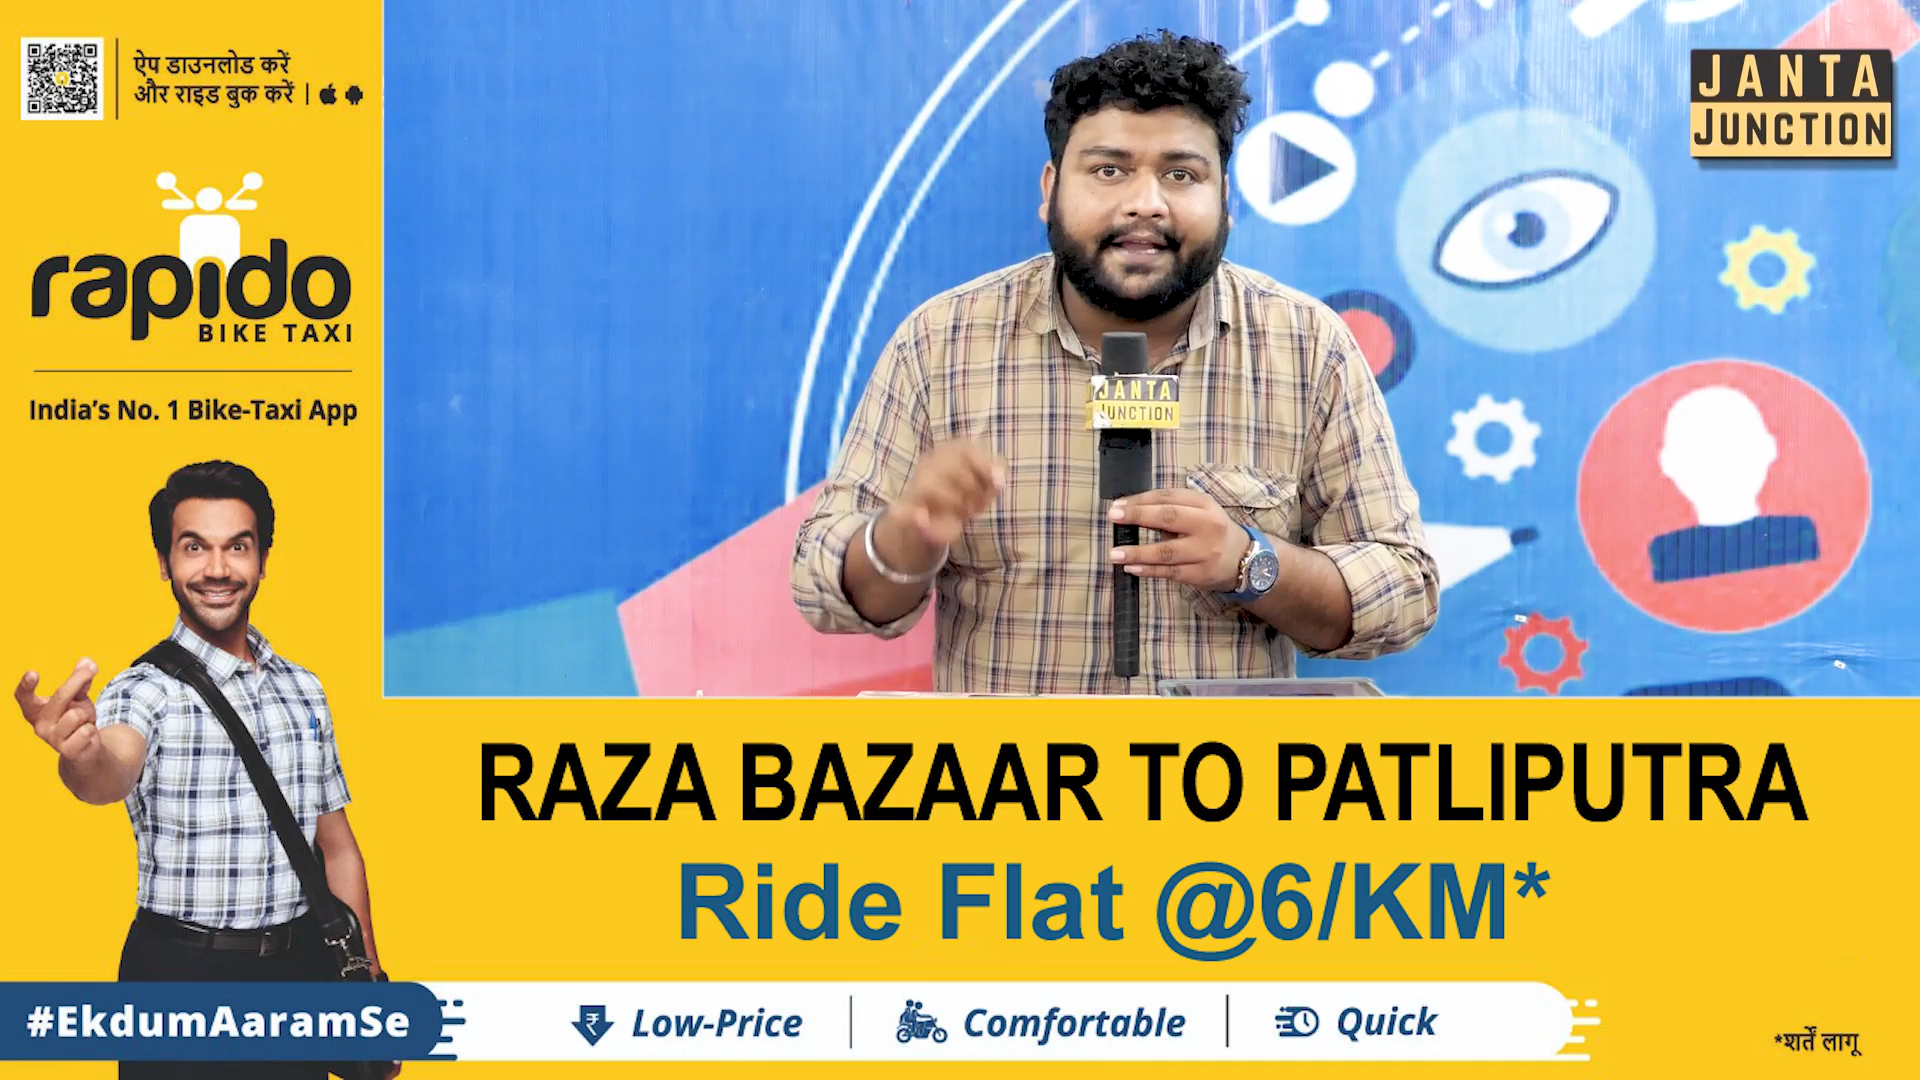 ऐप डाउनलोड करें
और राइड बुक करें |
rapido
BIKE TAXI
India's No. 1 Bike-Taxi App
JANTA
JUNCTION
JANTA
JUNCTION
RAZA BAZAAR TO PATLIPUTRA
Ride Flat @6/KM*
#EkdumAaramSe
₹ Low-Price
Comfortable
Quick
*शर्तें लागू